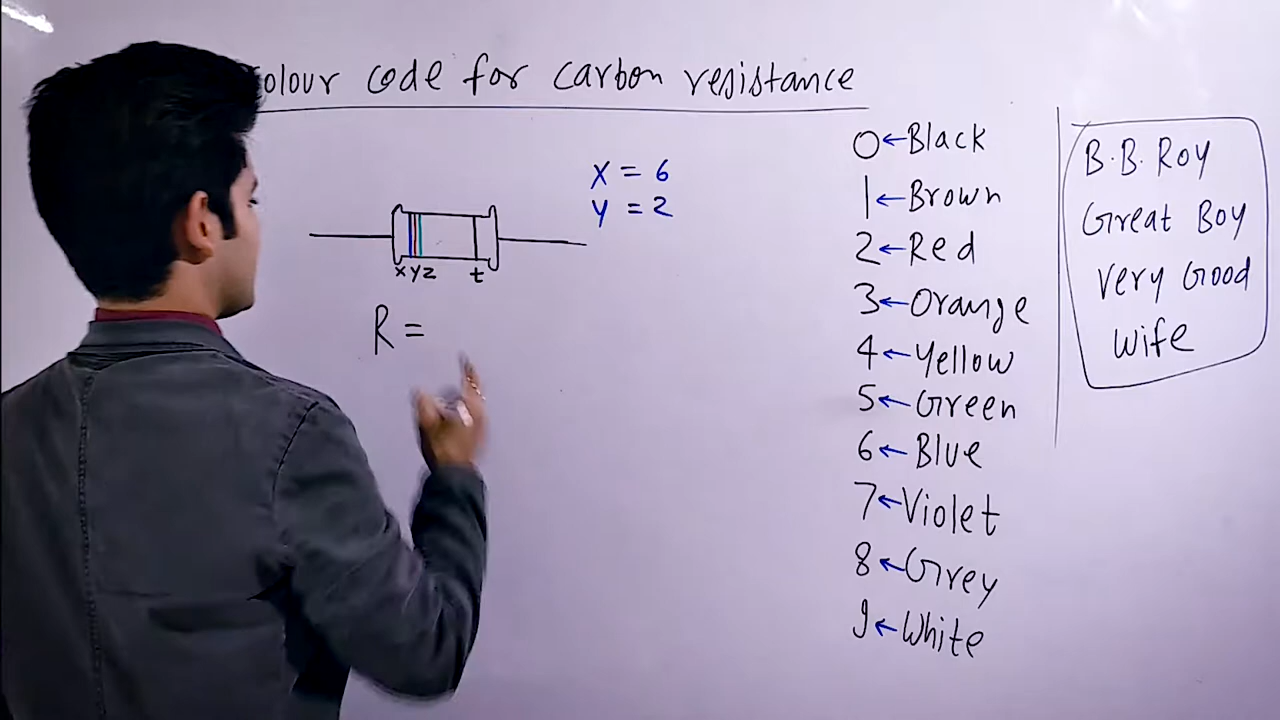 olour code for carbon resistance
X = 6
Y = 2
x y z t
R =
0 ← Black
1 ← Brown
2 ← Red
3 ← Orange
4 ← Yellow
5 ← Green
6 ← Blue
7 ← Violet
8 ← Grey
9 ← White
B.B. Roy
Great Boy
very Good
wife